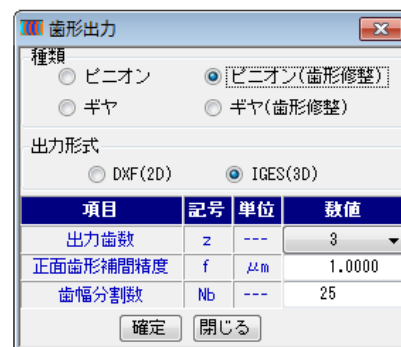 歯形出力
種類
ピニオン ピニオン(歯形修整)
ギヤ ギヤ(歯形修整)
出力形式
DXF(2D) IGES(3D)
項目 記号 単位 数値
出力歯数 z --- 3
正面歯形補間精度 f μm 1.0000
歯幅分割数 Nb --- 25
確定 閉じる